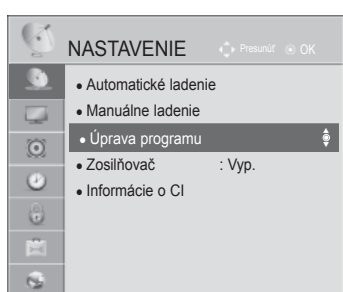 NASTAVENIE Presunúť OK
• Automatické ladenie
• Manuálne ladenie
• Úprava programu
• Zosilňovač : Vyp.
• Informácie o CI